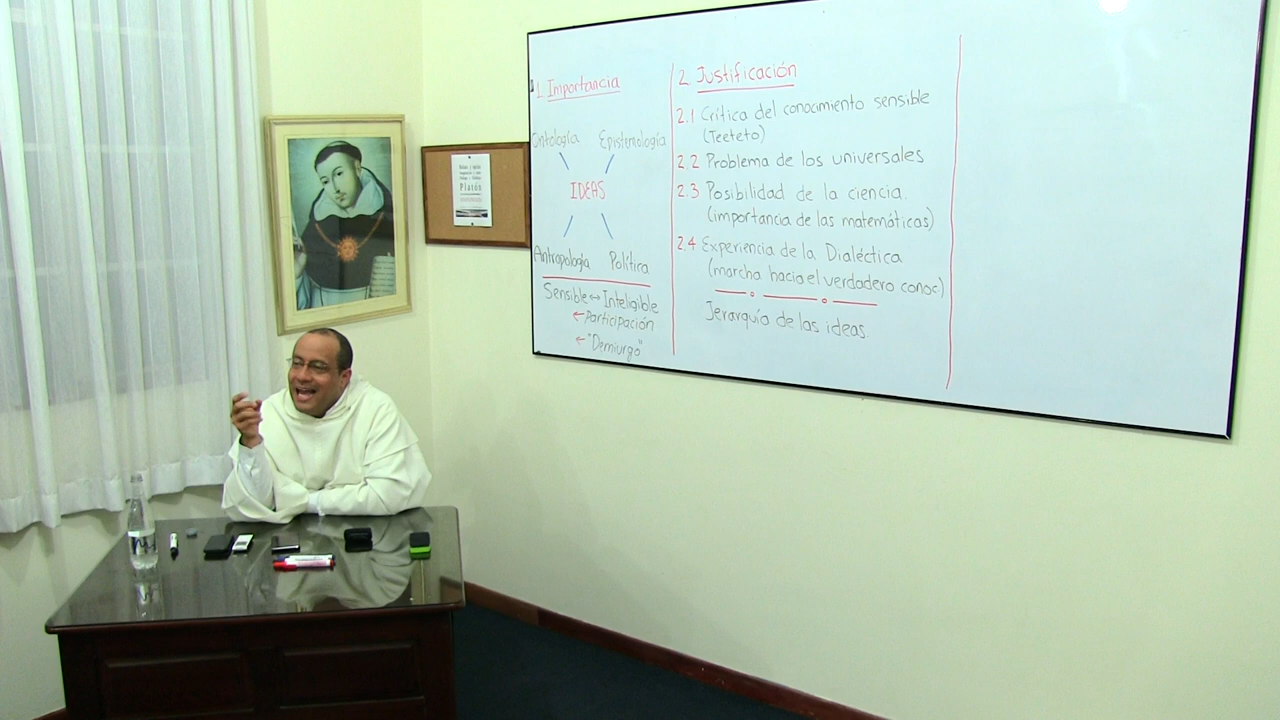 Platón
1. Importancia
Ontología Epistemología
IDEAS
Antropología Política
Sensible ↔ Inteligible
← Participación
← "Demiurgo"
2. Justificación
2.1 Crítica del conocimiento sensible
(Teeteto)
2.2 Problema de los universales
2.3 Posibilidad de la ciencia.
(importancia de las matemáticas)
2.4 Experiencia de la Dialéctica
(marcha hacia el verdadero conoc)
Jerarquía de las ideas.